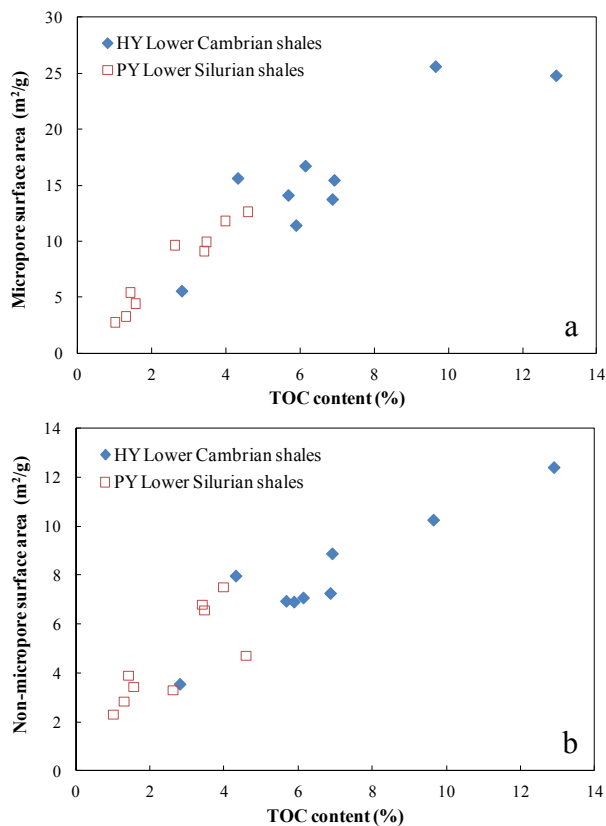 30
25
20
15
10
5
0
Micropore surface area (m²/g)
HY Lower Cambrian shales
PY Lower Silurian shales
a
0 2 4 6 8 10 12 14
TOC content (%)
14
12
10
8
6
4
2
0
Non-micropore surface area (m²/g)
HY Lower Cambrian shales
PY Lower Silurian shales
b
0 2 4 6 8 10 12 14
TOC content (%)